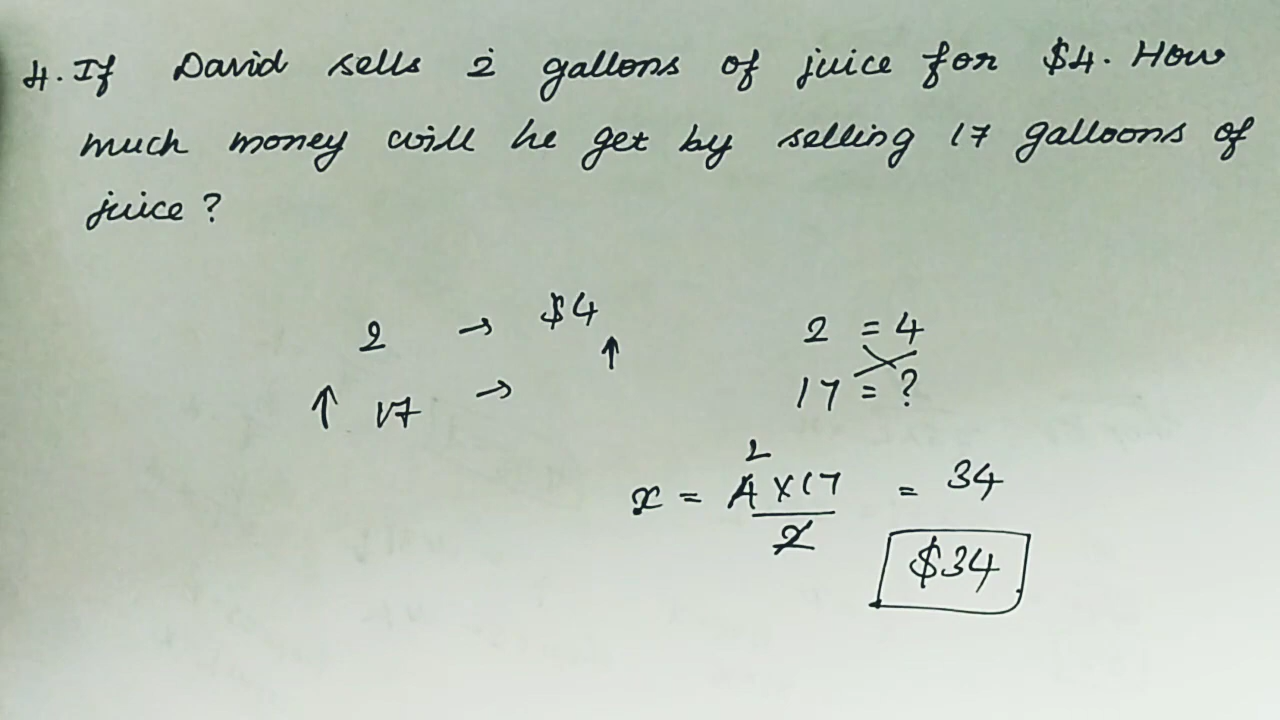 4. If David sells 2 gallons of juice for $4. How
much money will he get by selling 17 galloons of
juice ?
2 → $4
↑ 17 → ↑
2 = 4
17 = ?
2
x = 4 × 17 = 34
2
$34